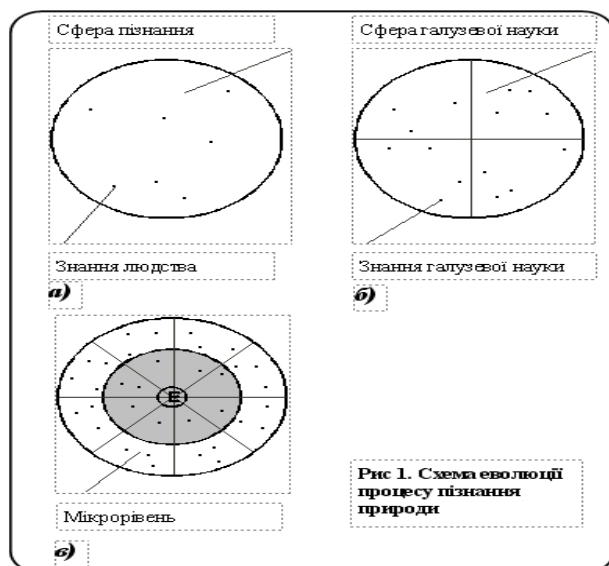 Сфера пізнання
Сфера галузевої науки
Знання людства
Знання галузевої науки
а)
б)
Е
Мікрорівень
Рис 1. Схема еволюції
процесу пізнання
природи
в)